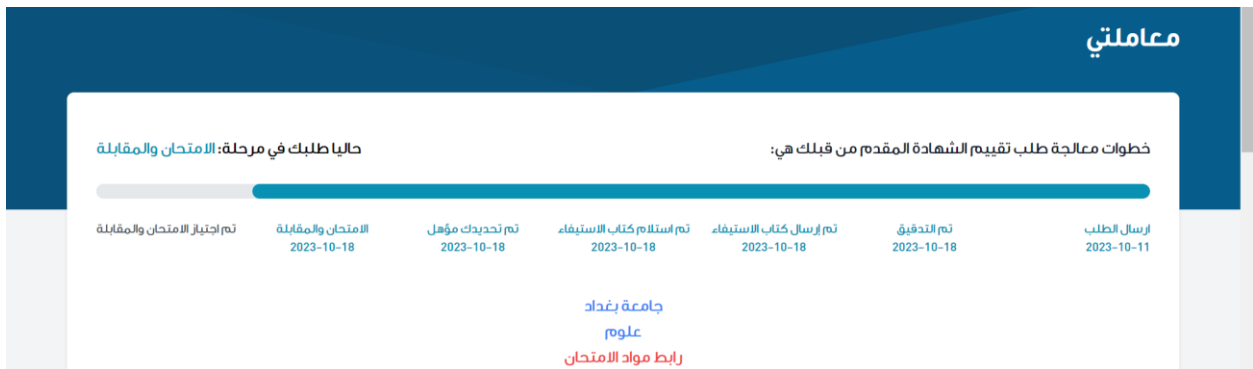 معاملتي
خطوات معالجة طلب تقييم الشهادة المقدم من قبلك هي:
حاليا طلبك في مرحلة: الامتحان والمقابلة
ارسال الطلب
2023-10-11
تم التدقيق
2023-10-18
تم إرسال كتاب الاستيفاء
2023-10-18
تم استلام كتاب الاستيفاء
2023-10-18
تم تحديدك مؤهل
2023-10-18
الامتحان والمقابلة
2023-10-18
تم اجتياز الامتحان والمقابلة
جامعة بغداد
علوم
رابط مواد الامتحان